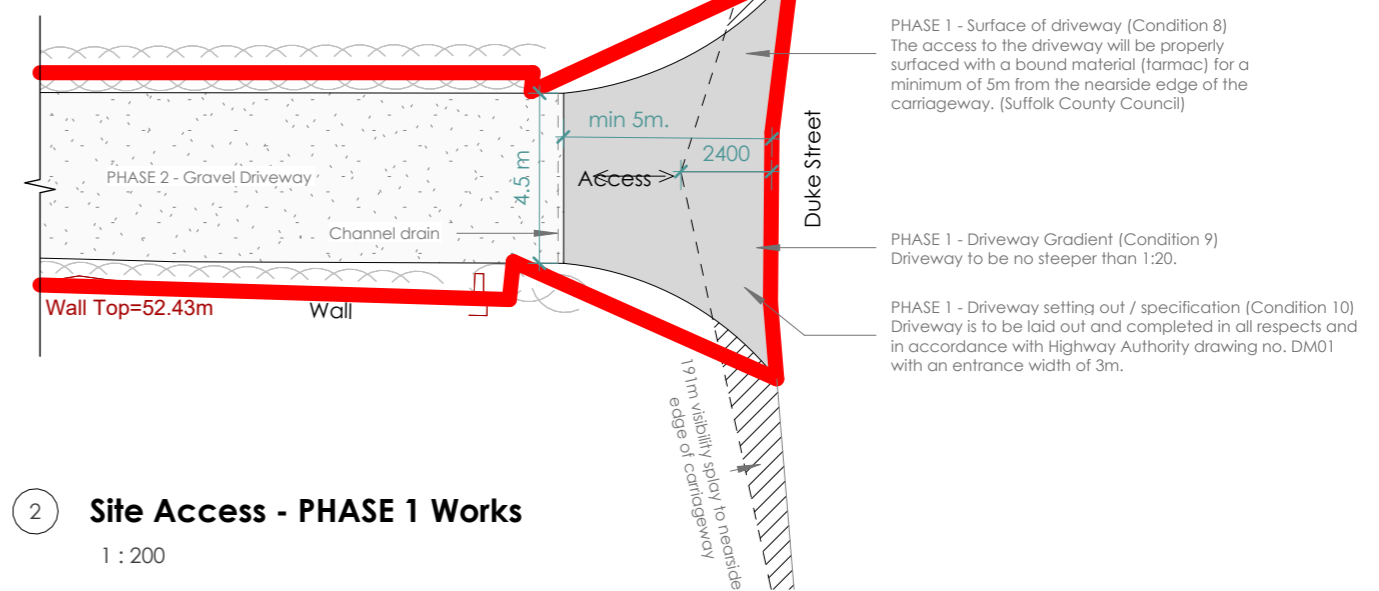 PHASE 1 - Surface of driveway (Condition 8)
The access to the driveway will be properly
surfaced with a bound material (tarmac) for a
minimum of 5m from the nearside edge of the
carriageway. (Suffolk County Council)
min 5m.
2400
Duke Street
PHASE 2 - Gravel Driveway
4.5 m
Access
Channel drain
PHASE 1 - Driveway Gradient (Condition 9)
Driveway to be no steeper than 1:20.
Wall Top=52.43m
Wall
PHASE 1 - Driveway setting out / specification (Condition 10)
Driveway is to be laid out and completed in all respects and
in accordance with Highway Authority drawing no. DM01
with an entrance width of 3m.
191m visibility splay to nearside
edge of carriageway
2
Site Access - PHASE 1 Works
1 : 200